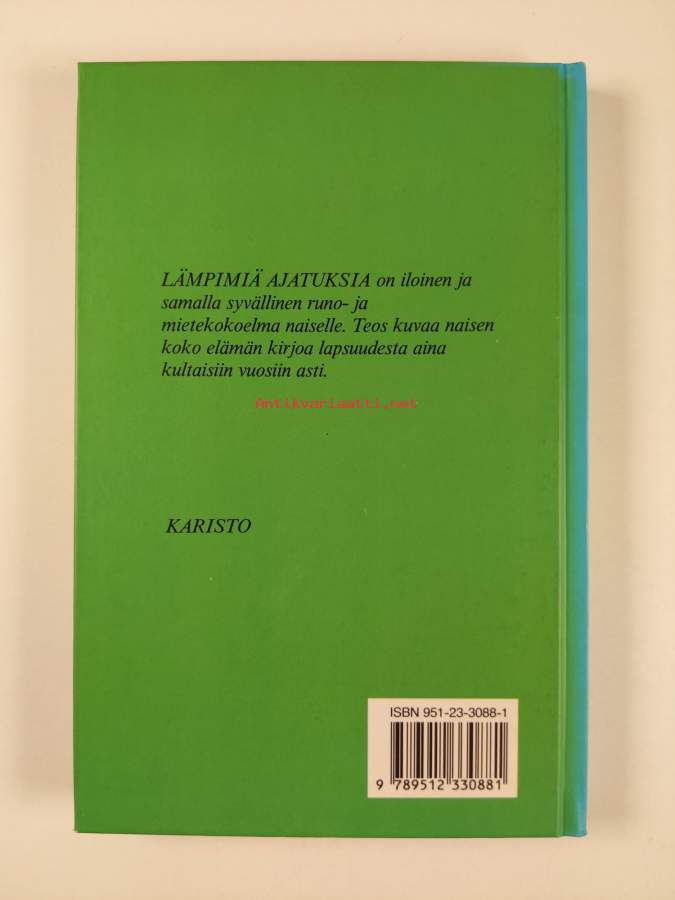 LÄMPIMIÄ AJATUKSIA on iloinen ja
samalla syvällinen runo- ja
mietekokoelma naiselle. Teos kuvaa naisen
koko elämän kirjoa lapsuudesta aina
kultaisiin vuosiin asti.
Antikvariaatti.net
KARISTO
ISBN 951-23-3088-1
9 789512 330881